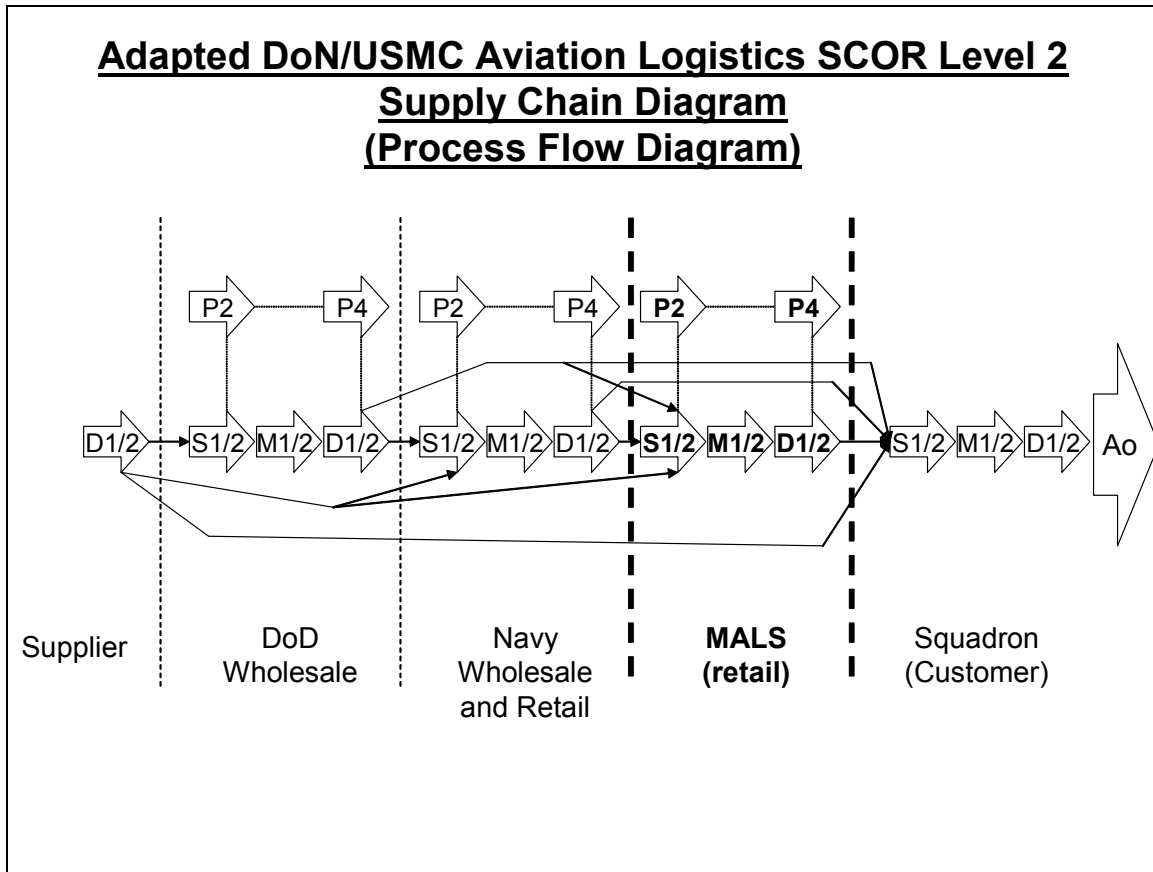 Adapted DoN/USMC Aviation Logistics SCOR Level 2
Supply Chain Diagram
(Process Flow Diagram)
P2 P4 P2 P4 P2 P4
D1/2 S1/2 M1/2 D1/2 S1/2 M1/2 D1/2 S1/2 M1/2 D1/2 S1/2 M1/2 D1/2 Ao
Supplier
DoD
Wholesale
Navy
Wholesale
and Retail
MALS
(retail)
Squadron
(Customer)